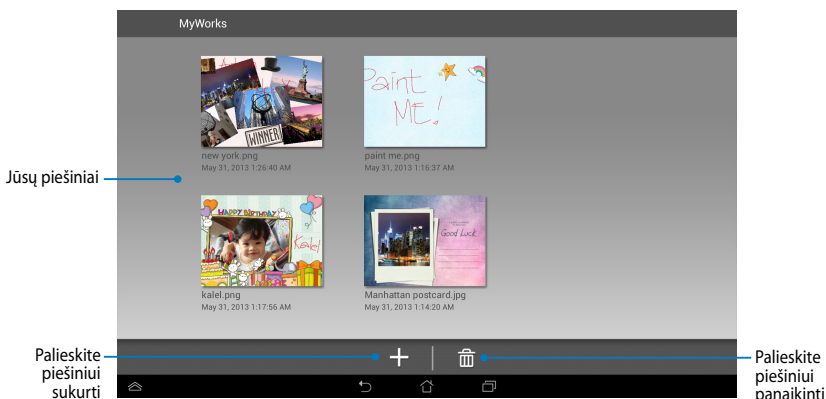 MyWorks
Paint
ME!
WINNER!
new york.png
May 31, 2013 1:26:40 AM
paint me.png
May 31, 2013 1:16:37 AM
Jūsų piešiniai
HAPPY BIRTHDAY
Kalel
Good Luck
kalel.png
May 31, 2013 1:17:56 AM
Manhattan postcard.jpg
May 31, 2013 1:14:20 AM
Palieskite
piešiniui
sukurti
Palieskite
piešiniui
panaikinti